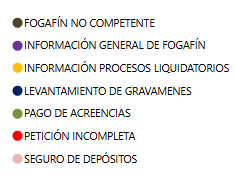 FOGAFÍN NO COMPETENTE
INFORMACIÓN GENERAL DE FOGAFÍN
INFORMACIÓN PROCESOS LIQUIDATORIOS
LEVANTAMIENTO DE GRAVAMENES
PAGO DE ACREENCIAS
PETICIÓN INCOMPLETA
SEGURO DE DEPÓSITOS